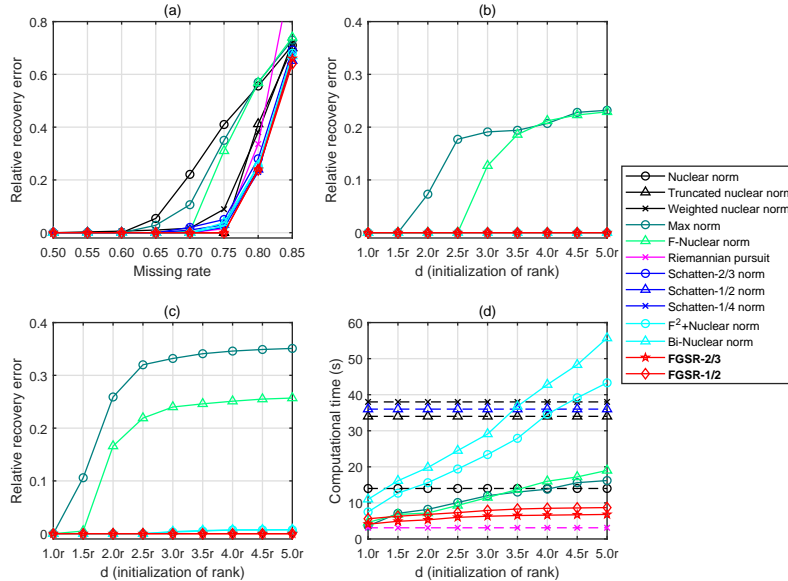 (a)
Relative recovery error
0.8
0.6
0.4
0.2
0
0.50 0.55 0.60 0.65 0.70 0.75 0.80 0.85
Missing rate
(b)
Relative recovery error
0.4
0.3
0.2
0.1
0
1.0r 1.5r 2.0r 2.5r 3.0r 3.5r 4.0r 4.5r 5.0r
d (initialization of rank)
Nuclear norm
Truncated nuclear norm
Weighted nuclear norm
Max norm
F-Nuclear norm
Riemannian pursuit
Schatten-2/3 norm
Schatten-1/2 norm
Schatten-1/4 norm
F²+Nuclear norm
Bi-Nuclear norm
FGSR-2/3
FGSR-1/2
(c)
Relative recovery error
0.4
0.3
0.2
0.1
0
1.0r 1.5r 2.0r 2.5r 3.0r 3.5r 4.0r 4.5r 5.0r
d (initialization of rank)
(d)
Computational time (s)
60
50
40
30
20
10
0
1.0r 1.5r 2.0r 2.5r 3.0r 3.5r 4.0r 4.5r 5.0r
d (initialization of rank)